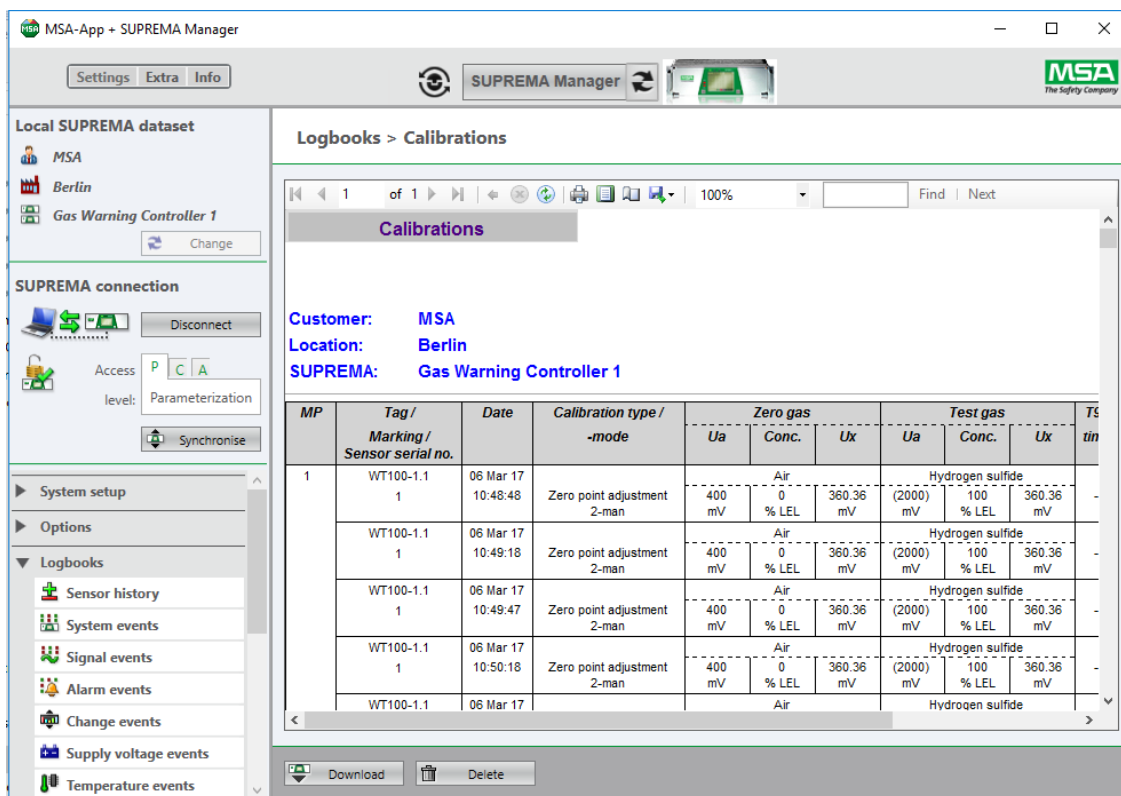 MSA-App + SUPREMA Manager
Settings Extra Info
SUPREMA Manager
MSA
The Safety Company
Local SUPREMA dataset
MSA
Berlin
Gas Warning Controller 1
Change
SUPREMA connection
Disconnect
Access level:
P C A
Parameterization
Synchronise
System setup
Options
Logbooks
Sensor history
System events
Signal events
Alarm events
Change events
Supply voltage events
Temperature events
Logbooks > Calibrations
1 of 1 100% Find | Next
Calibrations
Customer: MSA
Location: Berlin
SUPREMA: Gas Warning Controller 1
MP Tag / Date Calibration type / Zero gas Test gas
Marking / -mode Ua Conc. Ux Ua Conc. Ux
Sensor serial no.
1 WT100-1.1 06 Mar 17 Air Hydrogen sulfide
1 10:48:48 Zero point adjustment 400 0 360.36 (2000) 100 360.36 -
2-man mV % LEL mV mV % LEL mV
WT100-1.1 06 Mar 17 Air Hydrogen sulfide
1 10:49:18 Zero point adjustment 400 0 360.36 (2000) 100 360.36 -
2-man mV % LEL mV mV % LEL mV
WT100-1.1 06 Mar 17 Air Hydrogen sulfide
1 10:49:47 Zero point adjustment 400 0 360.36 (2000) 100 360.36 -
2-man mV % LEL mV mV % LEL mV
WT100-1.1 06 Mar 17 Air Hydrogen sulfide
1 10:50:18 Zero point adjustment 400 0 360.36 (2000) 100 360.36 -
2-man mV % LEL mV mV % LEL mV
WT100-1.1 06 Mar 17 Air Hydrogen sulfide
Download Delete